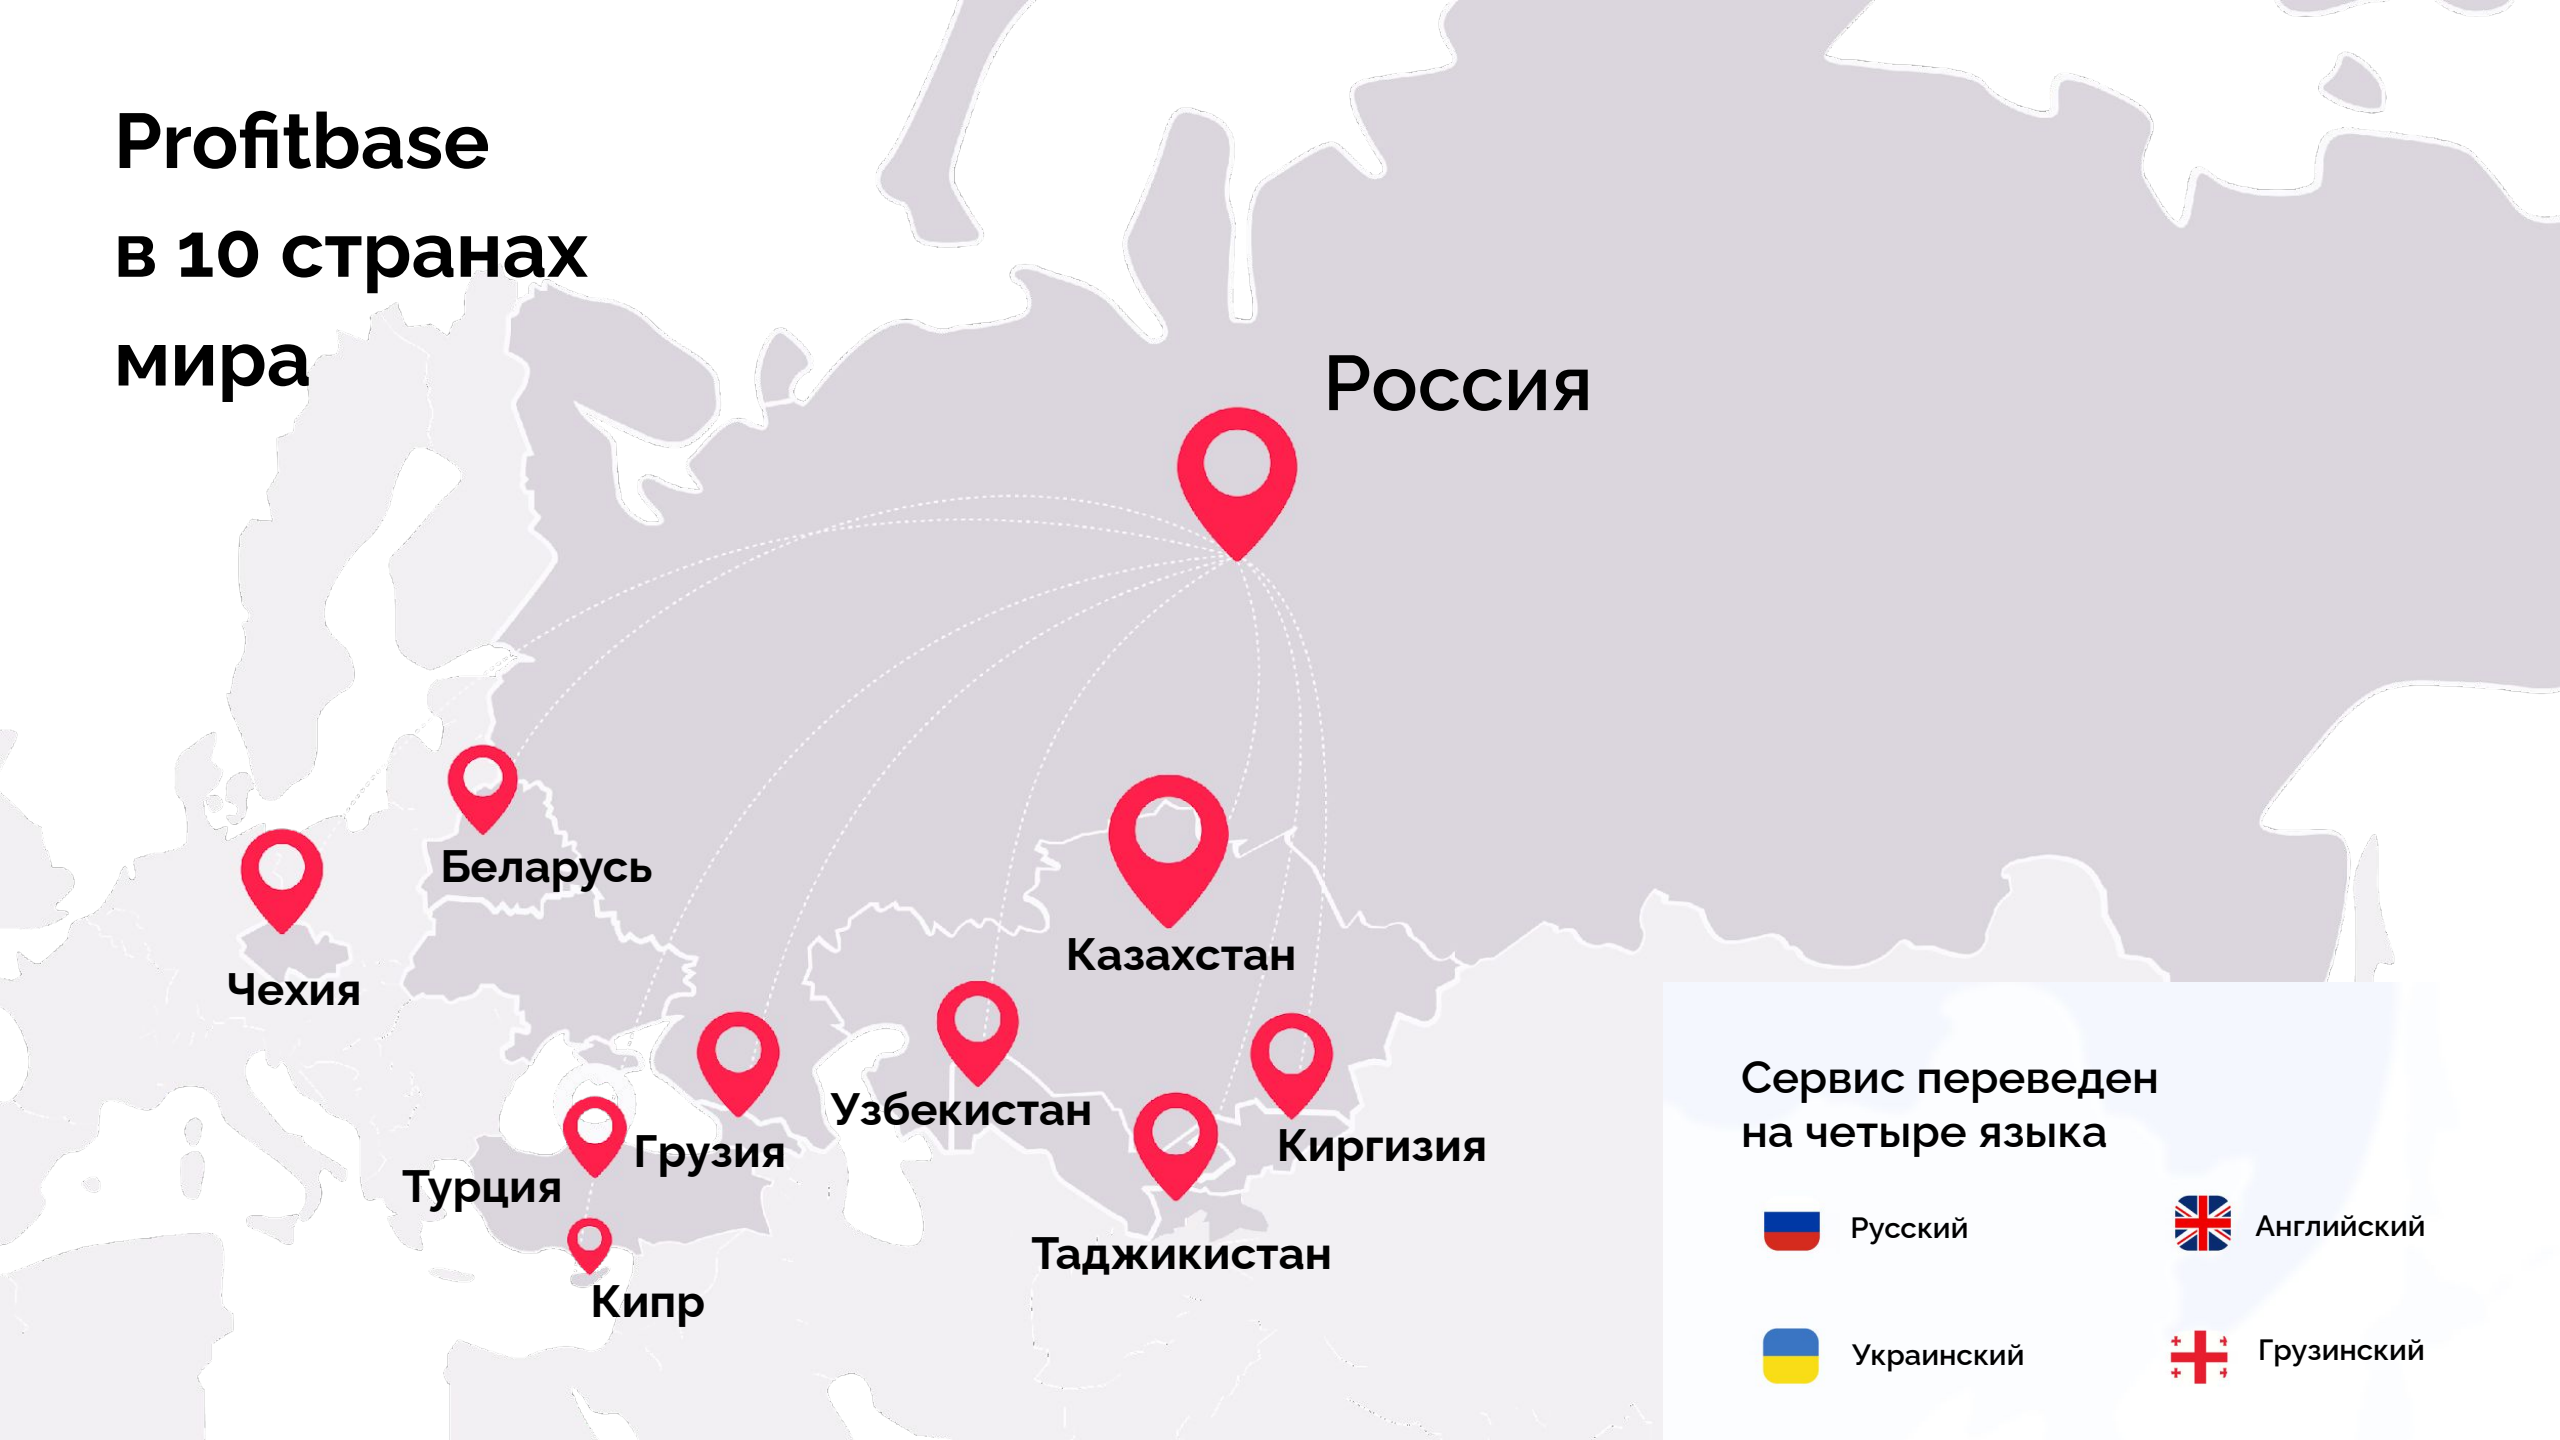 Profitbase
в 10 странах
мира
Россия
Беларусь
Чехия
Казахстан
Узбекистан
Грузия
Киргизия
Турция
Таджикистан
Кипр
Сервис переведен
на четыре языка
Русский
Английский
Украинский
Грузинский